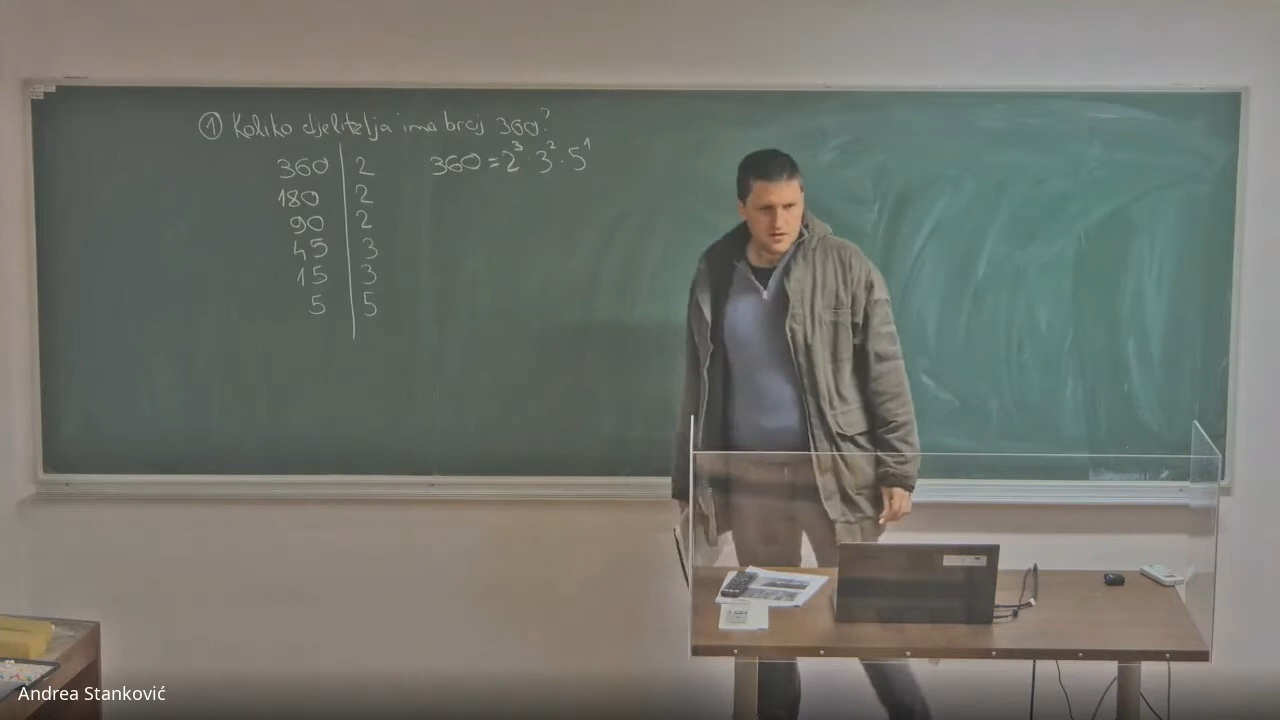 ① Koliko djelitelja ima broj 360?
360 | 2 360 = 2³ · 3² · 5¹
180 | 2
90 | 2
45 | 3
15 | 3
5 | 5
Andrea Stanković